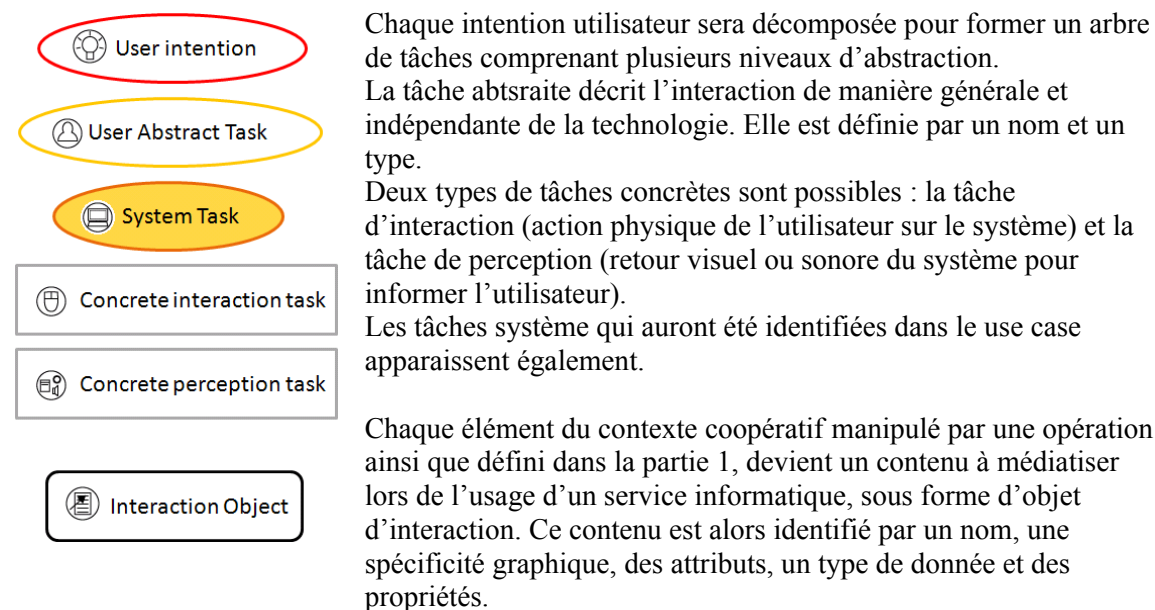 User intention
User Abstract Task
System Task
Concrete interaction task
Concrete perception task
Interaction Object
Chaque intention utilisateur sera décomposée pour former un arbre
de tâches comprenant plusieurs niveaux d’abstraction.
La tâche abtsraite décrit l’interaction de manière générale et
indépendante de la technologie. Elle est définie par un nom et un
type.
Deux types de tâches concrètes sont possibles : la tâche
d’interaction (action physique de l’utilisateur sur le système) et la
tâche de perception (retour visuel ou sonore du système pour
informer l’utilisateur).
Les tâches système qui auront été identifiées dans le use case
apparaissent également.
Chaque élément du contexte coopératif manipulé par une opération
ainsi que défini dans la partie 1, devient un contenu à médiatiser
lors de l’usage d’un service informatique, sous forme d’objet
d’interaction. Ce contenu est alors identifié par un nom, une
spécificité graphique, des attributs, un type de donnée et des
propriétés.